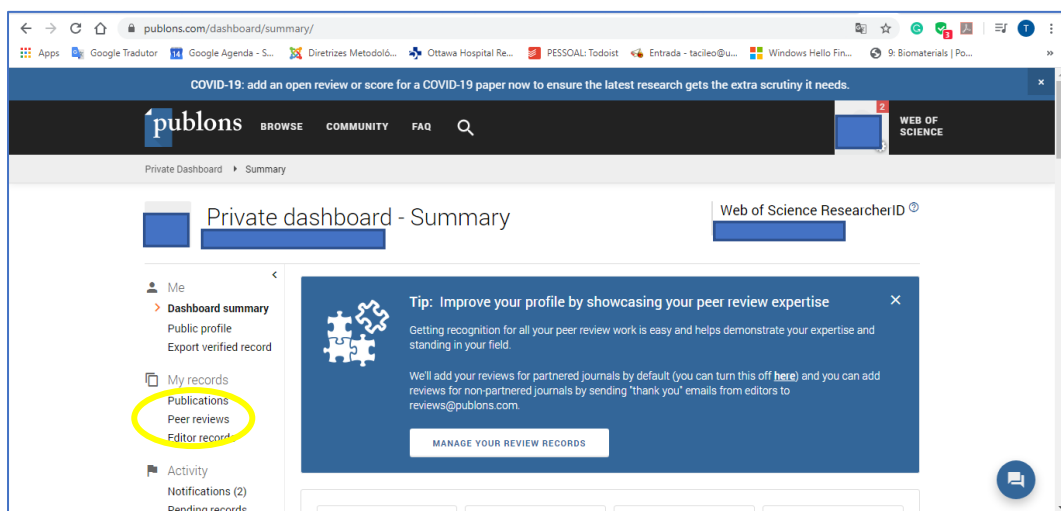 publons.com/dashboard/summary/
Apps Google Tradutor Google Agenda - S... Diretrizes Metodoló... Ottawa Hospital Re... PESSOAL: Todoist Entrada - tacileo@u... Windows Hello Fin... 9: Biomaterials | Po... »
COVID-19: add an open review or score for a COVID-19 paper now to ensure the latest research gets the extra scrutiny it needs. ×
publons BROWSE COMMUNITY FAQ 2 WEB OF SCIENCE
Private Dashboard Summary
Private dashboard - Summary
Web of Science ResearcherID
Me
Dashboard summary
Public profile
Export verified record
My records
Publications
Peer reviews
Editor records
Activity
Notifications (2)
Pending records
Tip: Improve your profile by showcasing your peer review expertise
Getting recognition for all your peer review work is easy and helps demonstrate your expertise and
standing in your field.
We'll add your reviews for partnered journals by default (you can turn this off here) and you can add
reviews for non-partnered journals by sending "thank you" emails from editors to
reviews@publons.com.
MANAGE YOUR REVIEW RECORDS